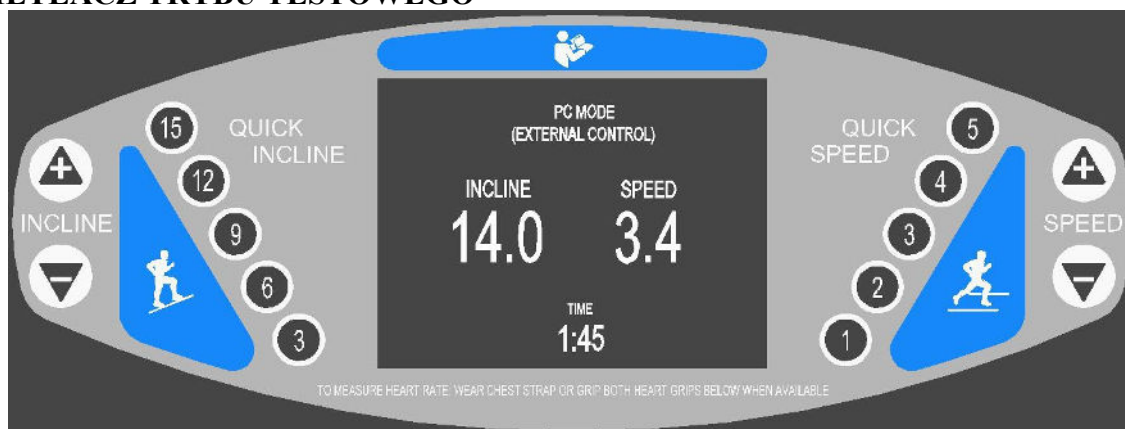 TRYBU TESTOWEGO
PC MODE
(EXTERNAL CONTROL)
INCLINE SPEED
14.0 3.4
TIME
1:45
15
12
9
6
3
QUICK
INCLINE
INCLINE
QUICK
SPEED
5
4
3
2
1
SPEED
TO MEASURE HEART RATE: WEAR CHEST STRAP OR GRIP BOTH HEART GRIPS BELOW WHEN AVAILABLE